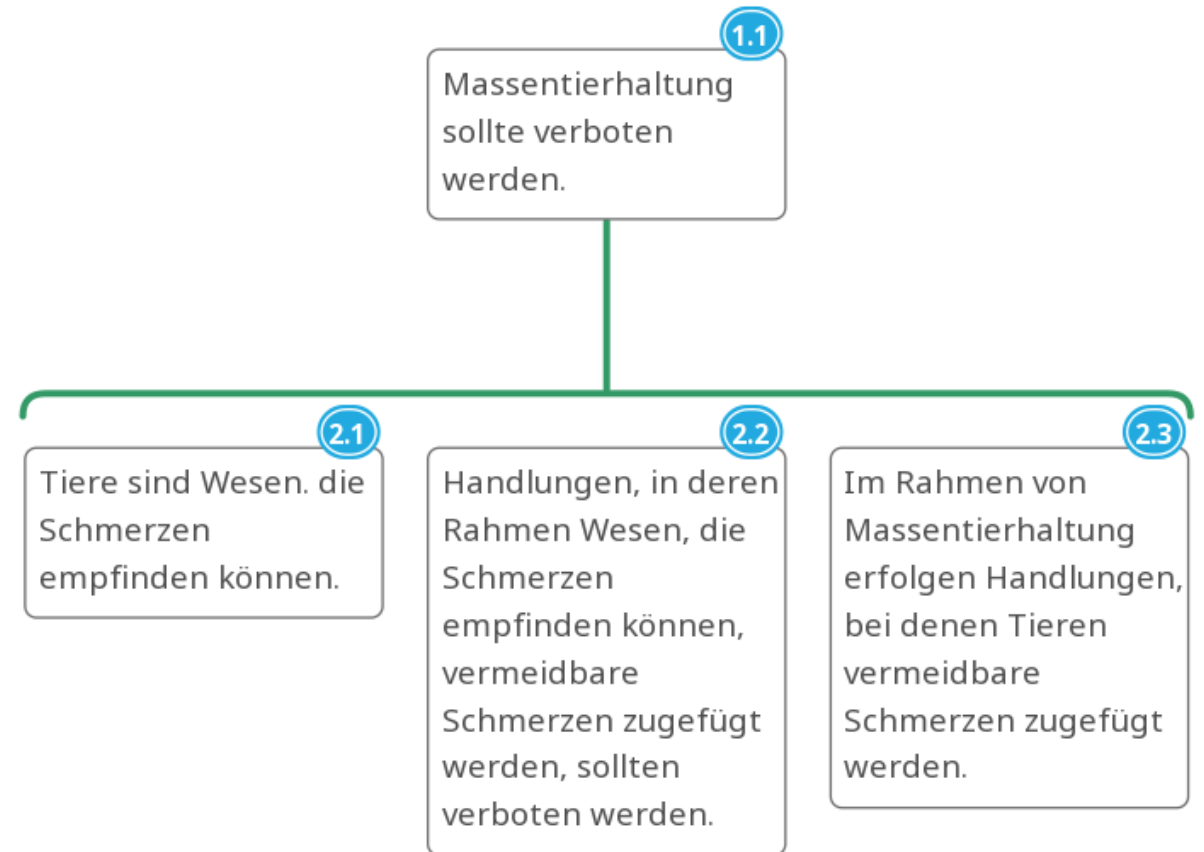 1.1
Massentierhaltung
sollte verboten
werden.
2.1
Tiere sind Wesen. die
Schmerzen
empfinden können.
2.2
Handlungen, in deren
Rahmen Wesen, die
Schmerzen
empfinden können,
vermeidbare
Schmerzen zugefügt
werden, sollten
verboten werden.
2.3
Im Rahmen von
Massentierhaltung
erfolgen Handlungen,
bei denen Tieren
vermeidbare
Schmerzen zugefügt
werden.